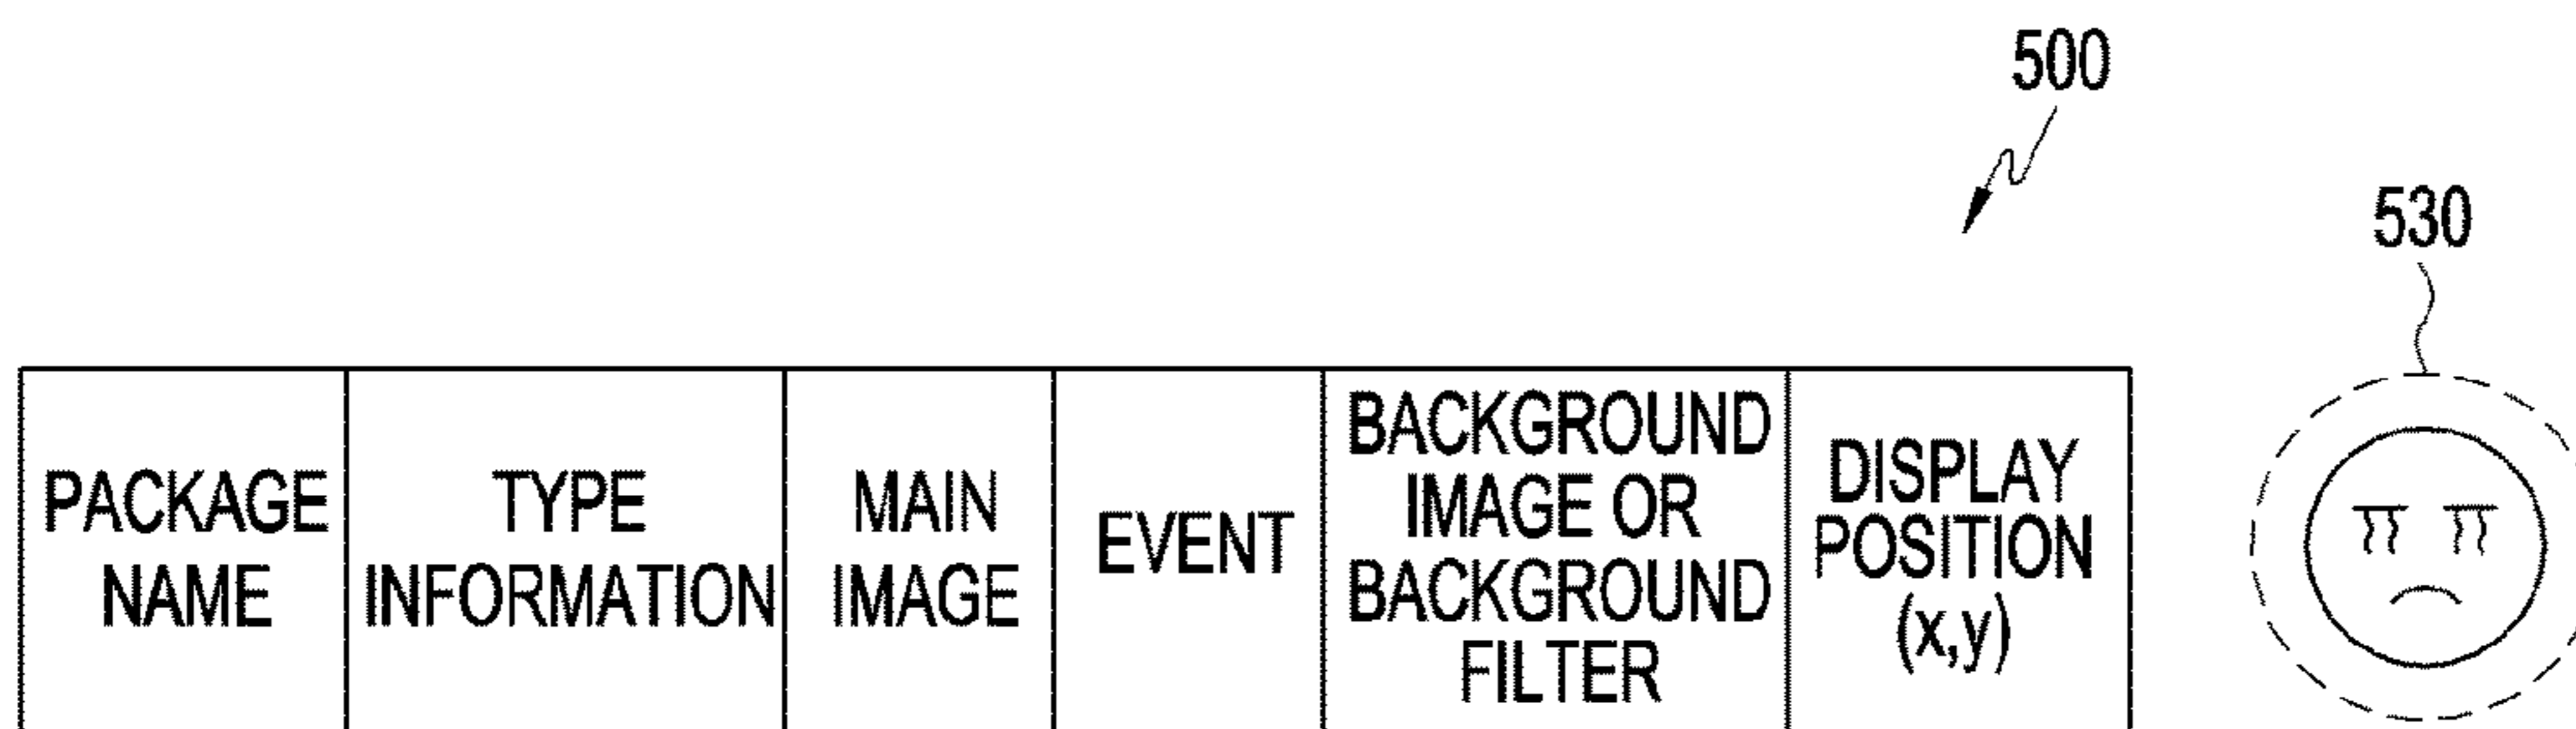 500
530
PACKAGE
NAME
TYPE
INFORMATION
MAIN
IMAGE
EVENT
BACKGROUND
IMAGE OR
BACKGROUND
FILTER
DISPLAY
POSITION
(x,y)